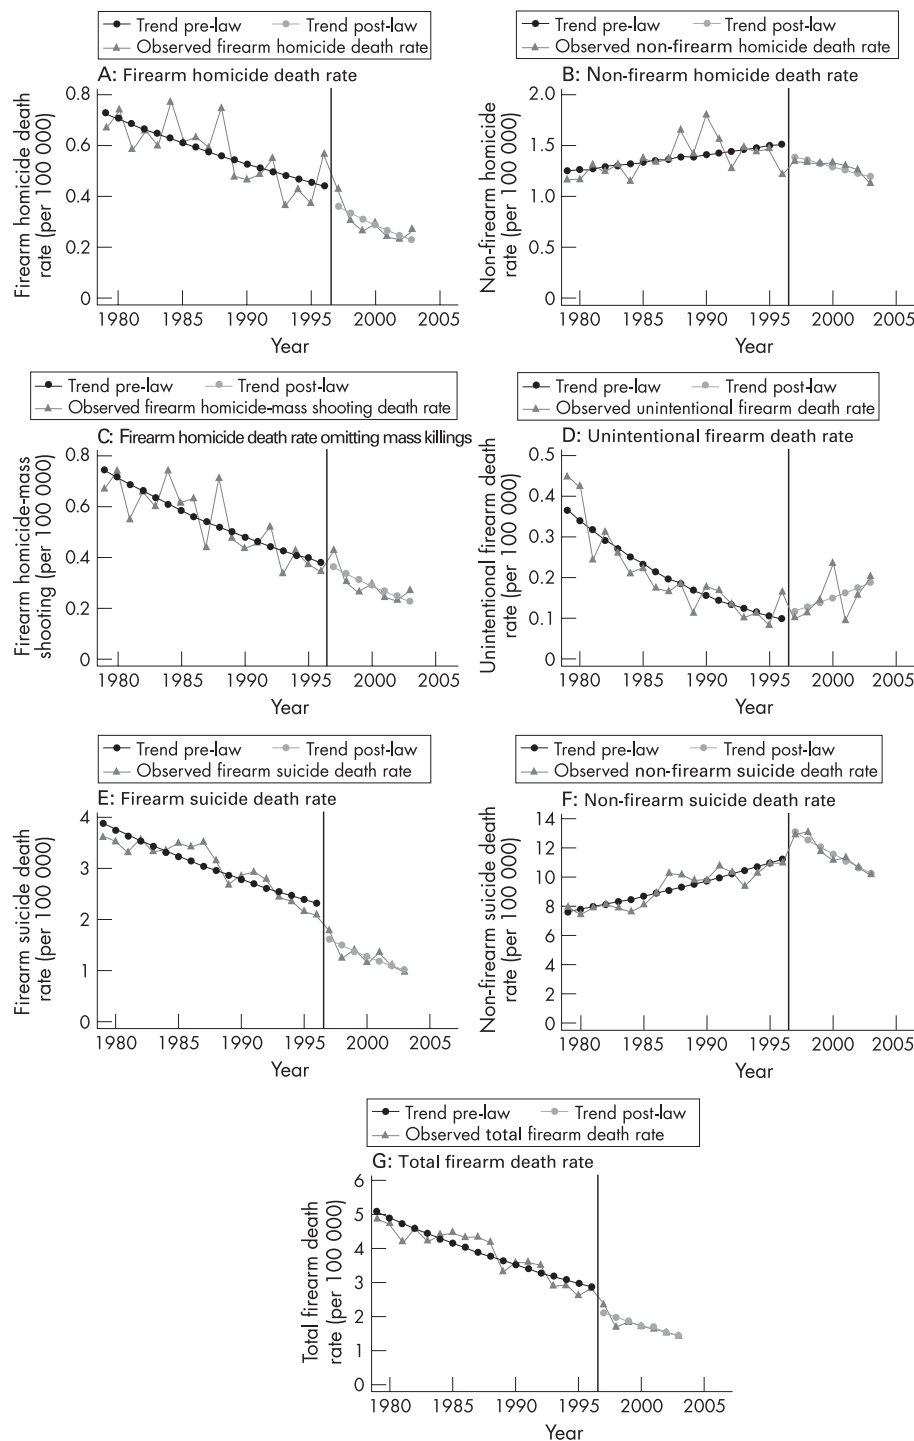 Trend pre-law Trend post-law
Observed firearm homicide death rate
A: Firearm homicide death rate
Firearm homicide death
rate (per 100 000)
0.8
0.6
0.4
0.2
0
1980 1985 1990 1995 2000 2005
Year
Trend pre-law Trend post-law
Observed non-firearm homicide death rate
B: Non-firearm homicide death rate
Non-firearm homicide
rate (per 100 000)
2.0
1.5
1.0
0.5
0
1980 1985 1990 1995 2000 2005
Year
Trend pre-law Trend post-law
Observed firearm homicide-mass shooting death rate
C: Firearm homicide death rate omitting mass killings
Firearm homicide-mass
shooting (per 100 000)
0.8
0.6
0.4
0.2
0
1980 1985 1990 1995 2000 2005
Year
Trend pre-law Trend post-law
Observed unintentional firearm death rate
D: Unintentional firearm death rate
Unintentional firearm death
rate (per 100 000)
0.5
0.4
0.3
0.2
0.1
0
1980 1985 1990 1995 2000 2005
Year
Trend pre-law Trend post-law
Observed firearm suicide death rate
E: Firearm suicide death rate
Firearm suicide death
rate (per 100 000)
4
3
2
1
0
1980 1985 1990 1995 2000 2005
Year
Trend pre-law Trend post-law
Observed non-firearm suicide death rate
F: Non-firearm suicide death rate
Non-firearm suicide death
rate (per 100 000)
14
12
10
8
6
4
2
0
1980 1985 1990 1995 2000 2005
Year
Trend pre-law Trend post-law
Observed total firearm death rate
G: Total firearm death rate
Total firearm death
rate (per 100 000)
6
5
4
3
2
1
0
1980 1985 1990 1995 2000 2005
Year